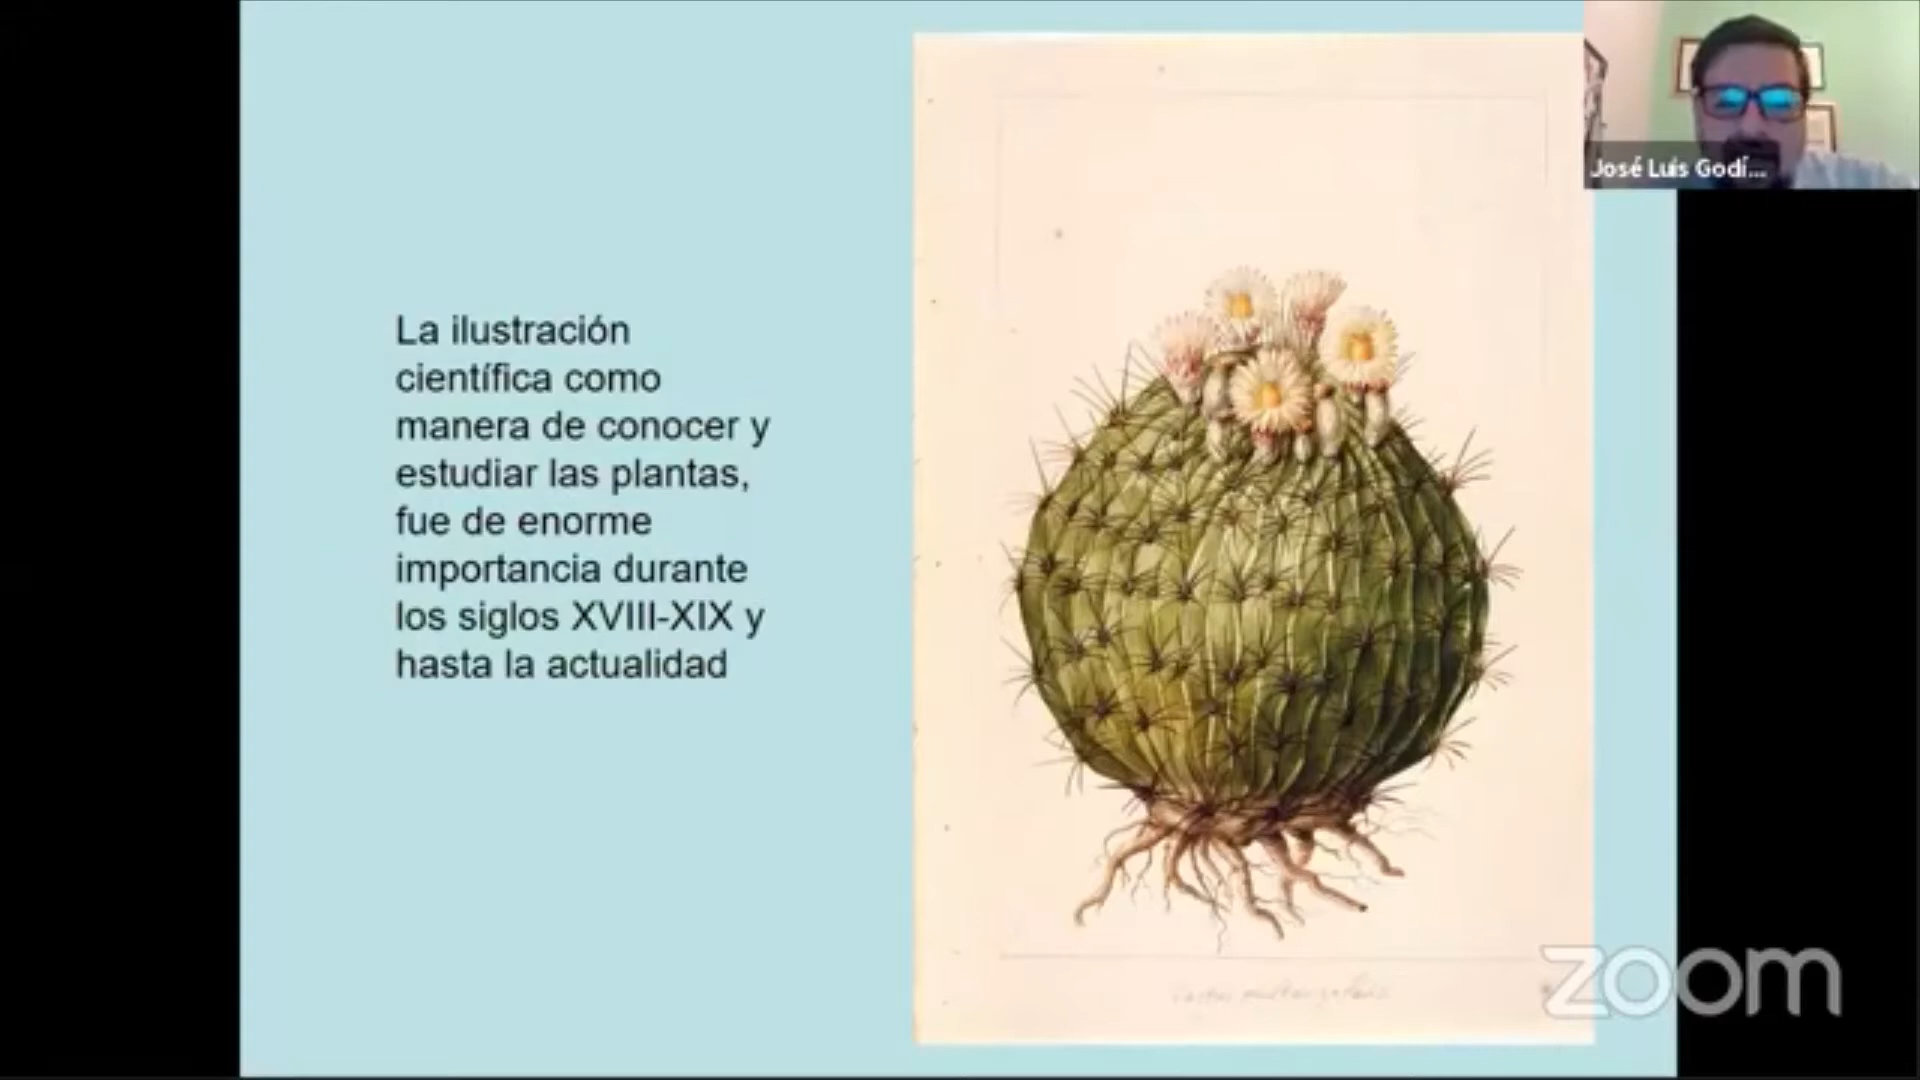 José Luis Godí...
La ilustración
científica como
manera de conocer y
estudiar las plantas,
fue de enorme
importancia durante
los siglos XVIII-XIX y
hasta la actualidad
zoom